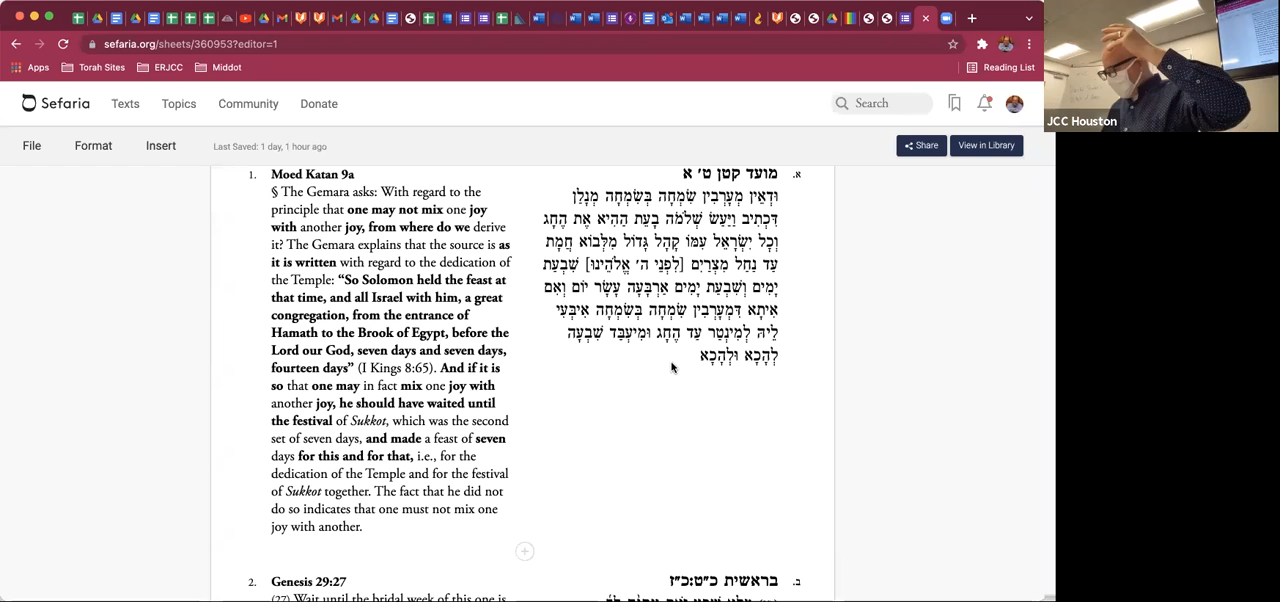 sefaria.org/sheets/360953?editor=1
Apps Torah Sites ERJCC Middot Reading List
Sefaria Texts Topics Community Donate Search
File Format Insert Last Saved: 1 day, 1 hour ago Share View in Library
JCC Houston
1. Moed Katan 9a
§ The Gemara asks: With regard to the
principle that one may not mix one joy
with another joy, from where do we derive
it? The Gemara explains that the source is as
it is written with regard to the dedication of
the Temple: “So Solomon held the feast at
that time, and all Israel with him, a great
congregation, from the entrance of
Hamath to the Brook of Egypt, before the
Lord our God, seven days and seven days,
fourteen days” (I Kings 8:65). And if it is
so that one may in fact mix one joy with
another joy, he should have waited until
the festival of Sukkot, which was the second
set of seven days, and made a feast of seven
days for this and for that, i.e., for the
dedication of the Temple and for the festival
of Sukkot together. The fact that he did not
do so indicates that one must not mix one
joy with another.
א. מועד קטן ט׳ א
וּדְאֵין מְעָרְבִין שִׂמְחָה בְּשִׂמְחָה מְנָלַן
דִּכְתִיב וַיַּעַשׂ שְׁלֹמֹה בָעֵת הַהִיא אֶת הֶחָג
וְכׇל יִשְׂרָאֵל עִמּוֹ קָהָל גָּדוֹל מִלְּבוֹא חֲמָת
עַד נַחַל מִצְרַיִם [לִפְנֵי ה׳ אֱלֹהֵינוּ] שִׁבְעַת
יָמִים וְשִׁבְעַת יָמִים אַרְבָּעָה עָשָׂר יוֹם וְאִם
אִיתָא דִּמְעָרְבִין שִׂמְחָה בְּשִׂמְחָה אִיבְּעִי
לֵיהּ לְמִינְטַר עַד הֶחָג וּמִיעְבַּד שִׁבְעָה
לְהָכָא וּלְהָכָא
2. Genesis 29:27
(27) Wait until the bridal week of this one is
ב. בראשית כ״ט:כ״ז